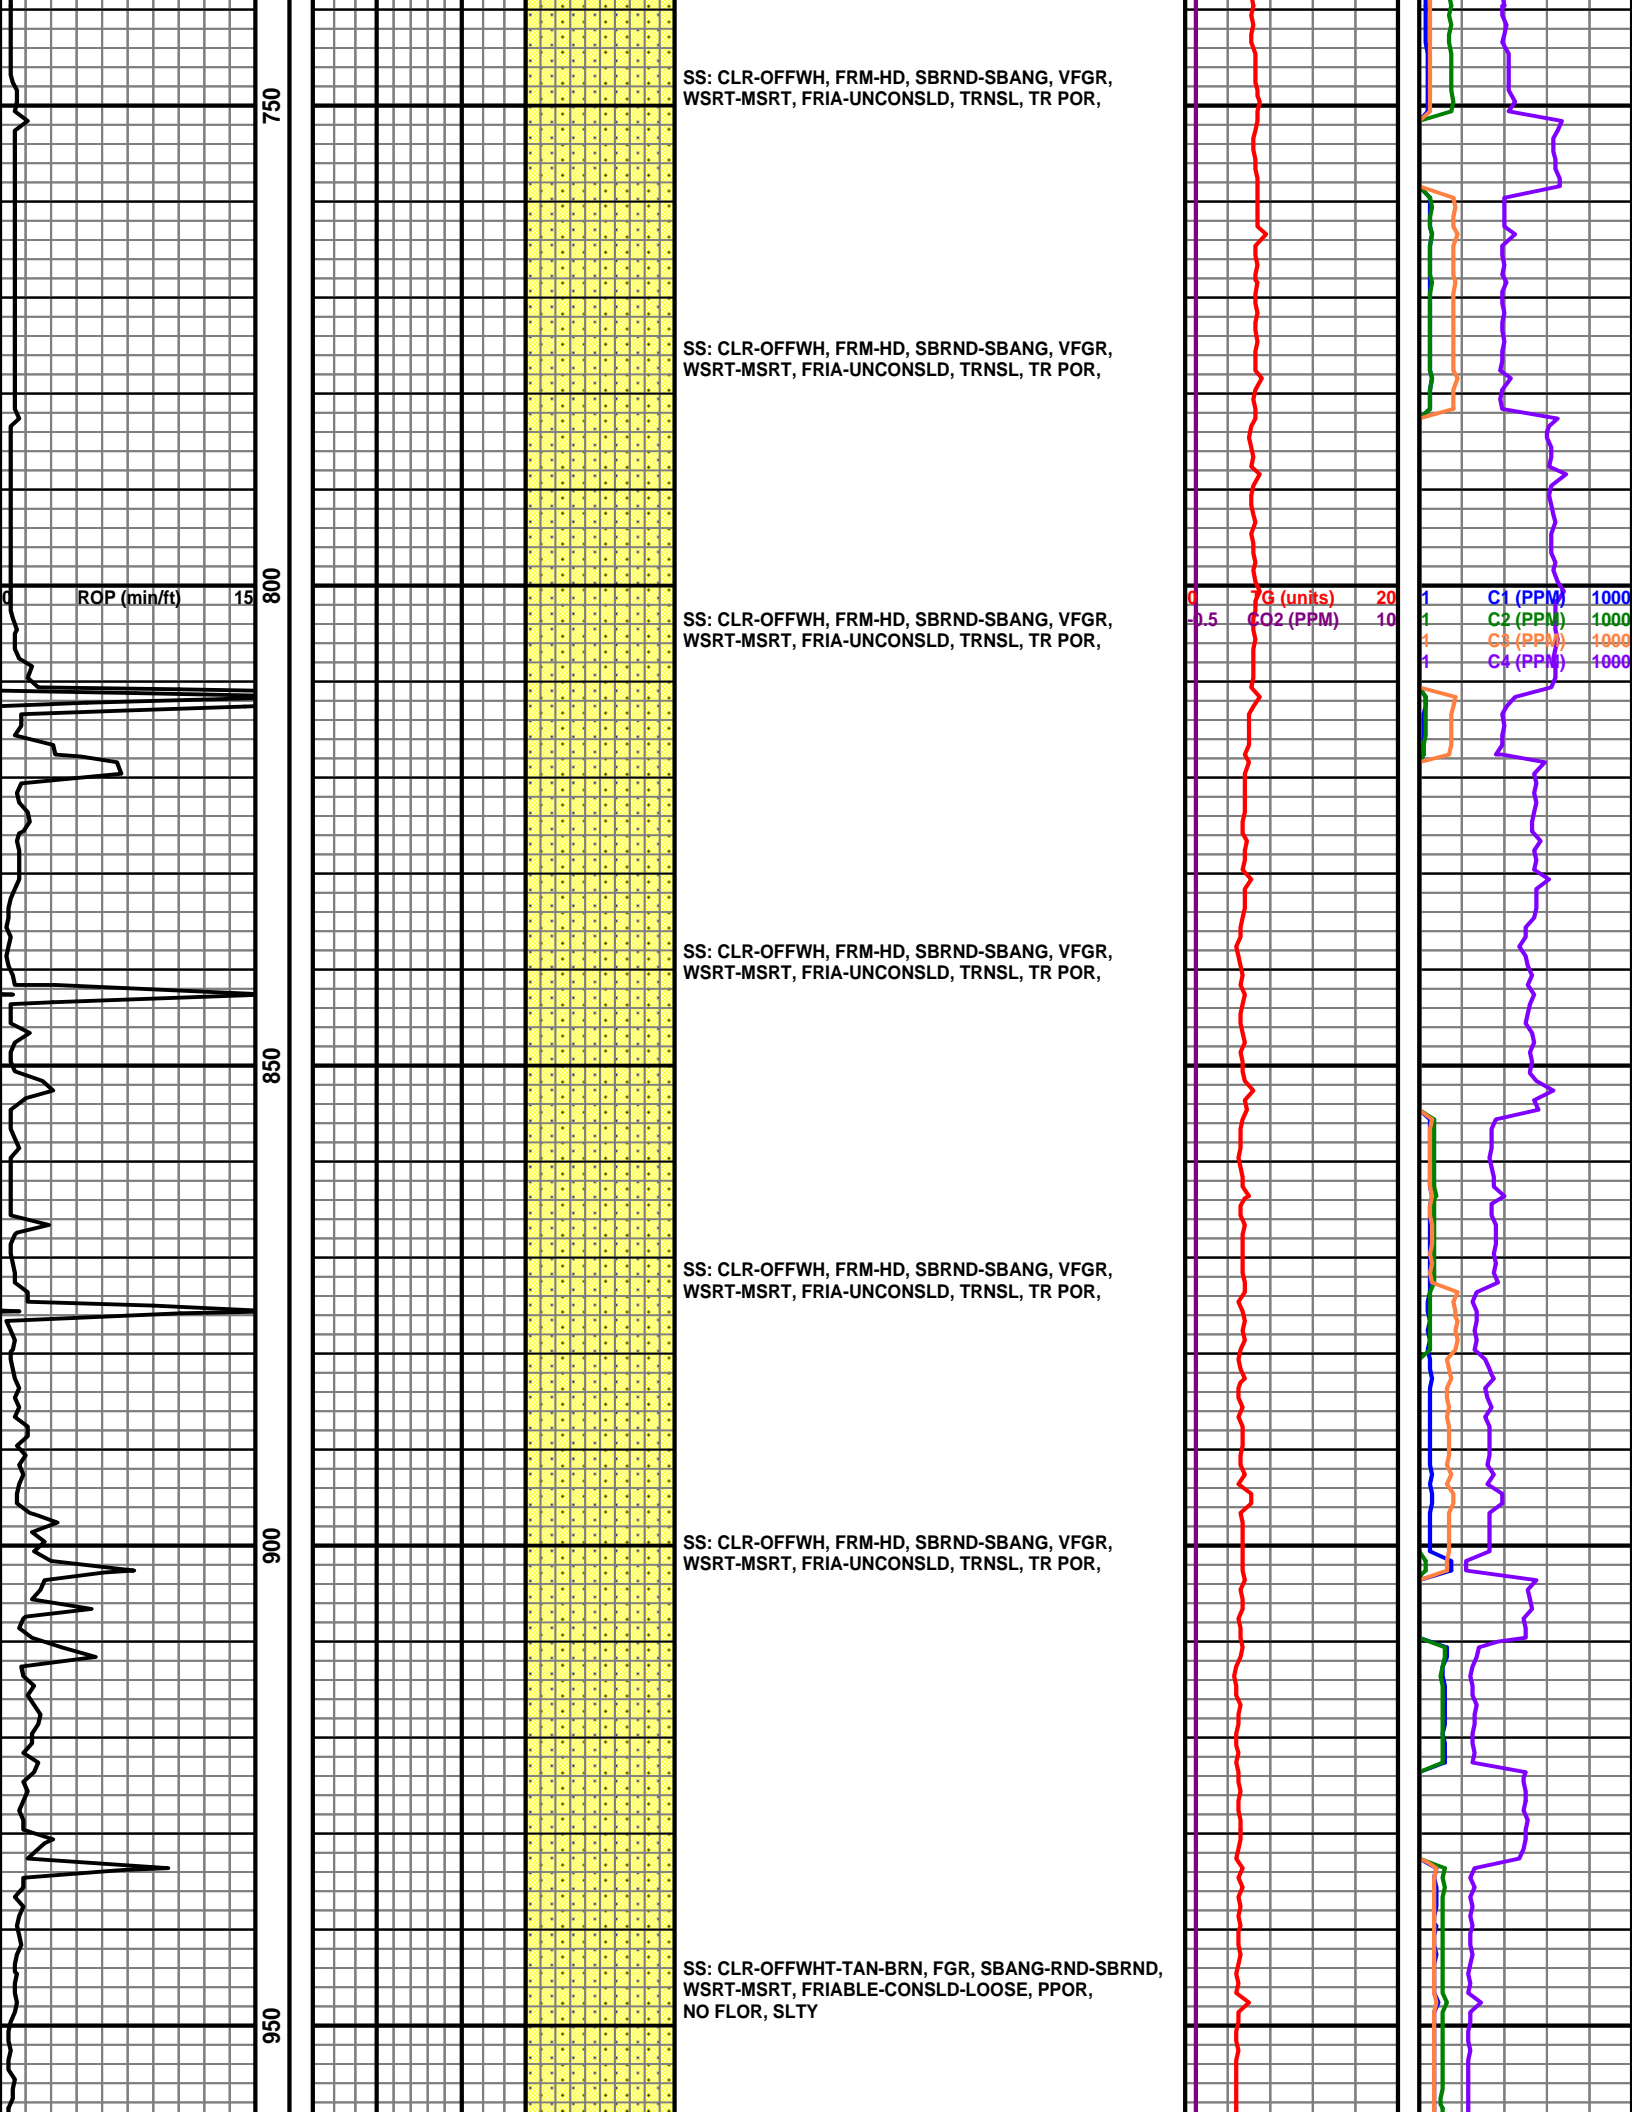 SS: CLR-OFFWH, FRM-HD, SBRND-SBANG, VFGR,
WSRT-MSRT, FRIA-UNCONSLD, TRNSL, TR POR,
750
SS: CLR-OFFWH, FRM-HD, SBRND-SBANG, VFGR,
WSRT-MSRT, FRIA-UNCONSLD, TRNSL, TR POR,
800
0 ROP (min/ft) 15
0 TG (units) 20
1 C1 (PPM) 1000
-0.5 CO2 (PPM) 10
1 C2 (PPM) 1000
1 C3 (PPM) 1000
1 C4 (PPM) 1000
SS: CLR-OFFWH, FRM-HD, SBRND-SBANG, VFGR,
WSRT-MSRT, FRIA-UNCONSLD, TRNSL, TR POR,
SS: CLR-OFFWH, FRM-HD, SBRND-SBANG, VFGR,
WSRT-MSRT, FRIA-UNCONSLD, TRNSL, TR POR,
850
SS: CLR-OFFWH, FRM-HD, SBRND-SBANG, VFGR,
WSRT-MSRT, FRIA-UNCONSLD, TRNSL, TR POR,
900
SS: CLR-OFFWH, FRM-HD, SBRND-SBANG, VFGR,
WSRT-MSRT, FRIA-UNCONSLD, TRNSL, TR POR,
SS: CLR-OFFWHT-TAN-BRN, FGR, SBANG-RND-SBRND,
WSRT-MSRT, FRIABLE-CONSLD-LOOSE, PPOR,
NO FLOR, SLTY
950